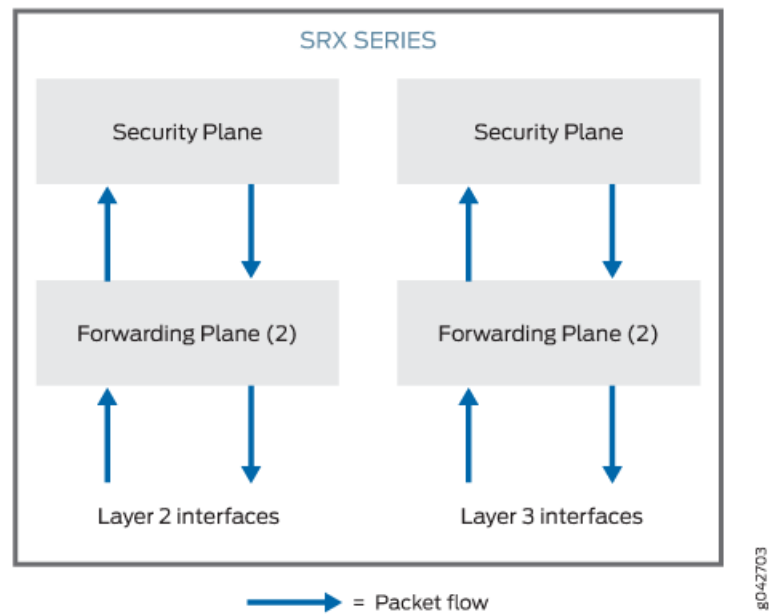 SRX SERIES
Security Plane
Security Plane
Forwarding Plane (2)
Forwarding Plane (2)
Layer 2 interfaces
Layer 3 interfaces
= Packet flow
g042703